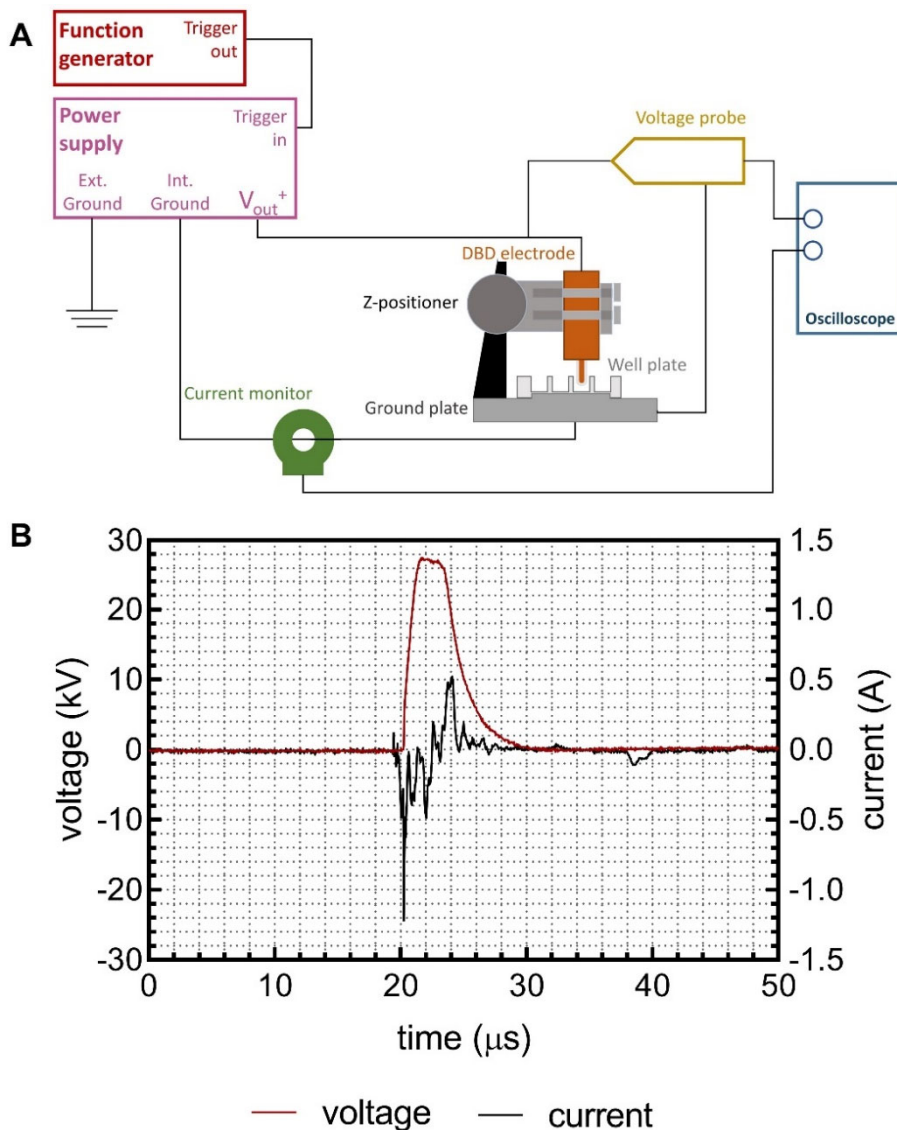 A
Function
generator
Trigger
out
Power
supply
Trigger
in
Ext.
Ground
Int.
Ground
Vout+
Voltage probe
DBD electrode
Z-positioner
Oscilloscope
Well plate
Current monitor
Ground plate
B
30
20
10
0
-10
-20
-30
voltage (kV)
1.5
1.0
0.5
0.0
-0.5
-1.0
-1.5
current (A)
0 10 20 30 40 50
time (μs)
voltage current